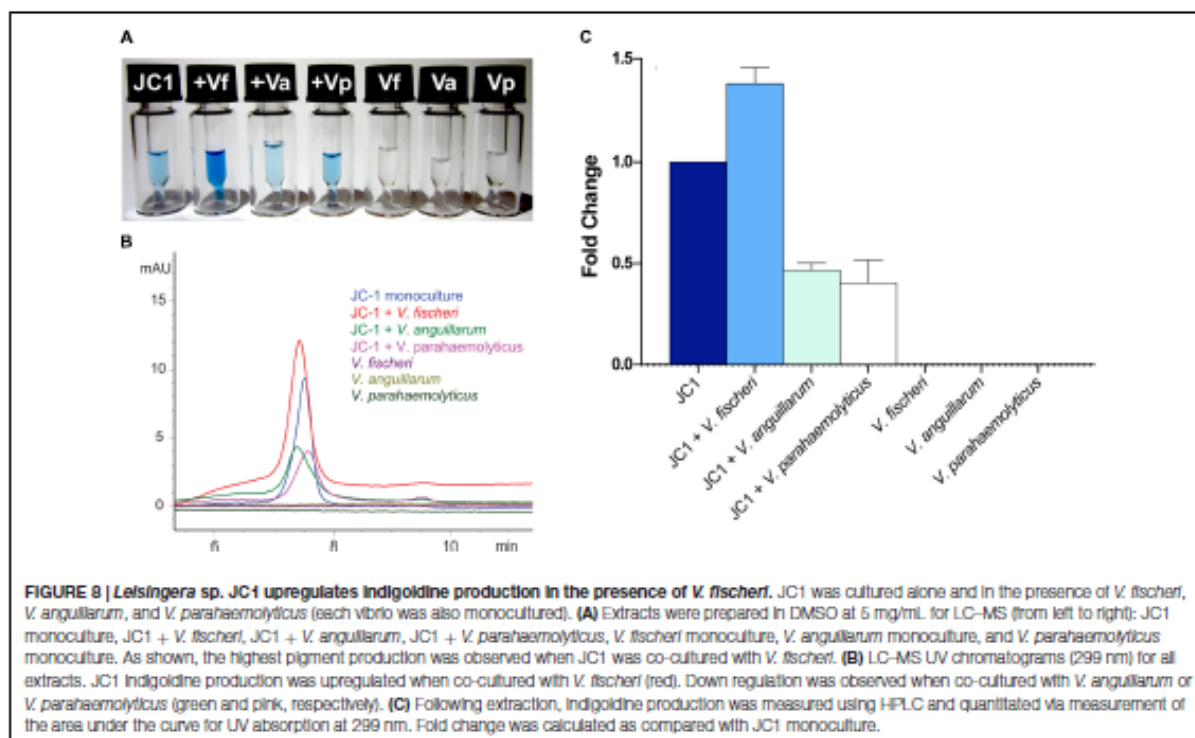 A
JC1 +Vf +Va +Vp Vf Va Vp
B
mAU
15
10
5
0
6 8 10 min
JC-1 monoculture
JC-1 + V. fischeri
JC-1 + V. anguillarum
JC-1 + V. parahaemolyticus
V. fischeri
V. anguillarum
V. parahaemolyticus
C
Fold Change
1.5
1.0
0.5
0.0
JC1
JC1 + V. fischeri
JC1 + V. anguillarum
JC1 + V. parahaemolyticus
V. fischeri
V. anguillarum
V. parahaemolyticus
FIGURE 8 | Leisingera sp. JC1 upregulates indigoidine production in the presence of V. fischeri. JC1 was cultured alone and in the presence of V. fischeri,
V. anguillarum, and V. parahaemolyticus (each vibrio was also monocultured). (A) Extracts were prepared in DMSO at 5 mg/mL for LC–MS (from left to right): JC1
monoculture, JC1 + V. fischeri, JC1 + V. anguillarum, JC1 + V. parahaemolyticus, V. fischeri monoculture, V. anguillarum monoculture, and V. parahaemolyticus
monoculture. As shown, the highest pigment production was observed when JC1 was co-cultured with V. fischeri. (B) LC–MS UV chromatograms (299 nm) for all
extracts. JC1 indigoidine production was upregulated when co-cultured with V. fischeri (red). Down regulation was observed when co-cultured with V. anguillarum or
V. parahaemolyticus (green and pink, respectively). (C) Following extraction, indigoidine production was measured using HPLC and quantitated via measurement of
the area under the curve for UV absorption at 299 nm. Fold change was calculated as compared with JC1 monoculture.